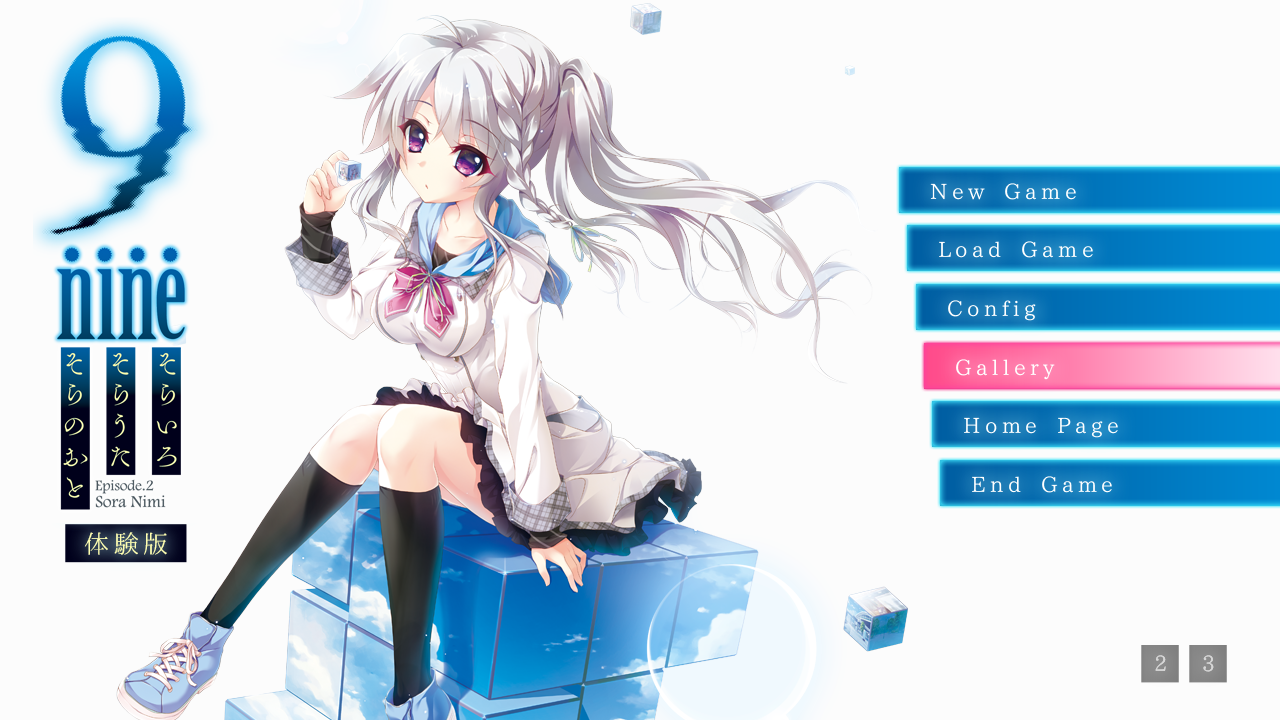 9
nine
そらいろ
そらうた
そらのおと
Episode.2
Sora Nimi
体験版
New Game
Load Game
Config
Gallery
Home Page
End Game
2 3